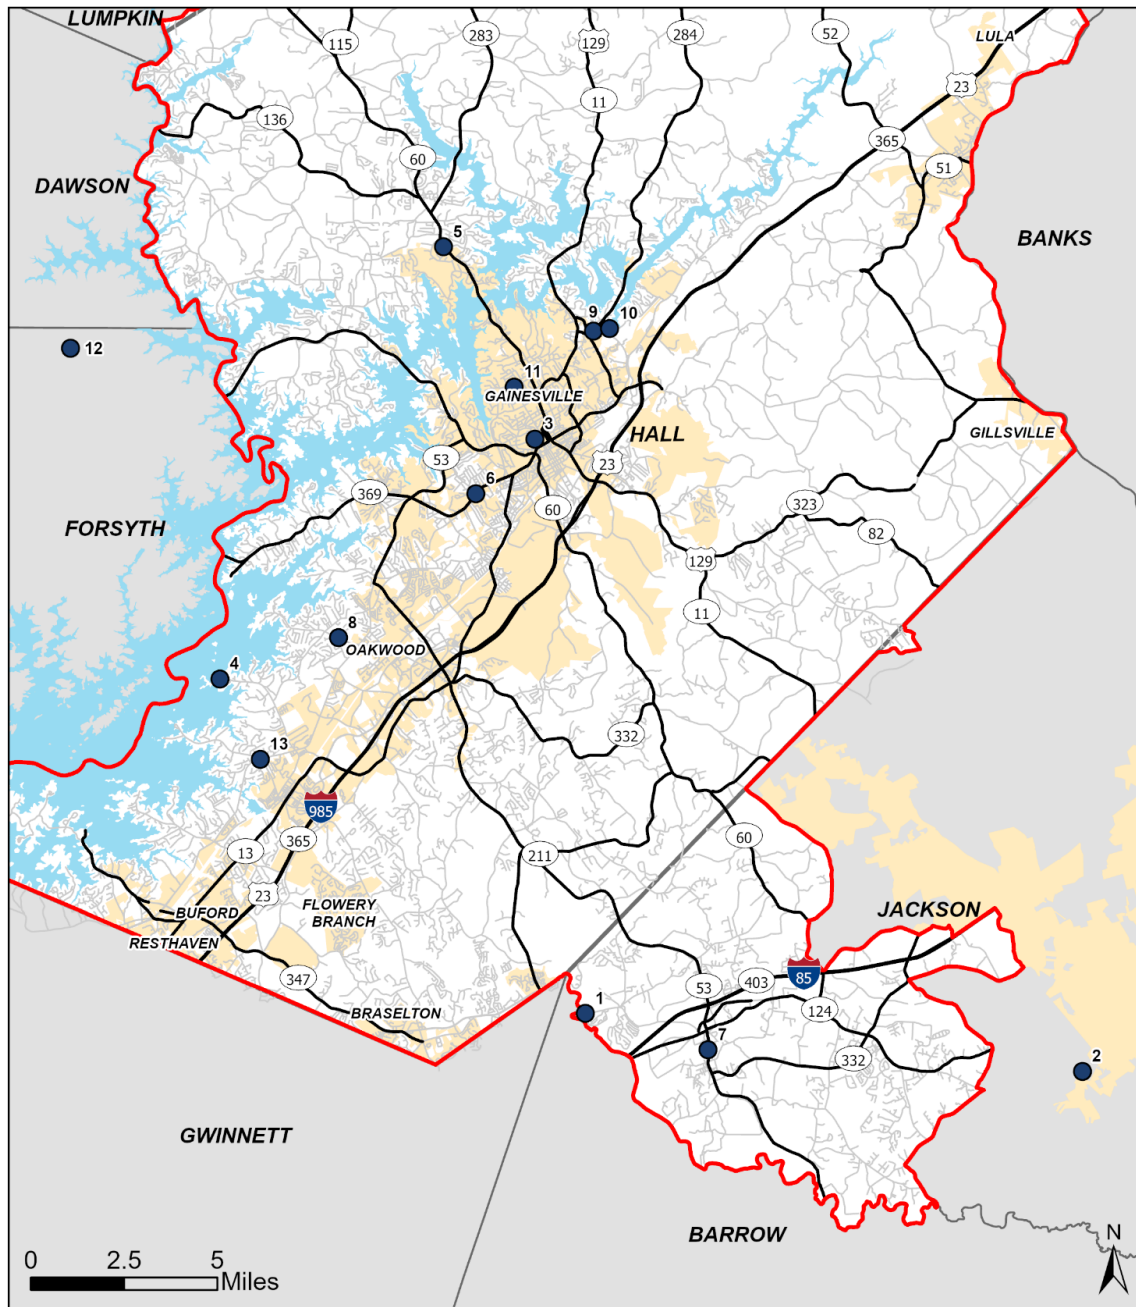 LUMPKIN
115
283
129
284
52
LULA
11
23
136
365
60
51
DAWSON
5
BANKS
9
10
12
11
GAINESVILLE
3
HALL
GILLSVILLE
53
23
6
369
60
323
FORSYTH
82
129
11
8
OAKWOOD
4
332
13
985
365
13
60
211
23
FLOWERY
BRANCH
BUFORD
JACKSON
RESTHAVEN
347
85
53
403
1
124
BRASELTON
7
332
2
GWINNETT
BARROW
N
0
2.5
5
Miles